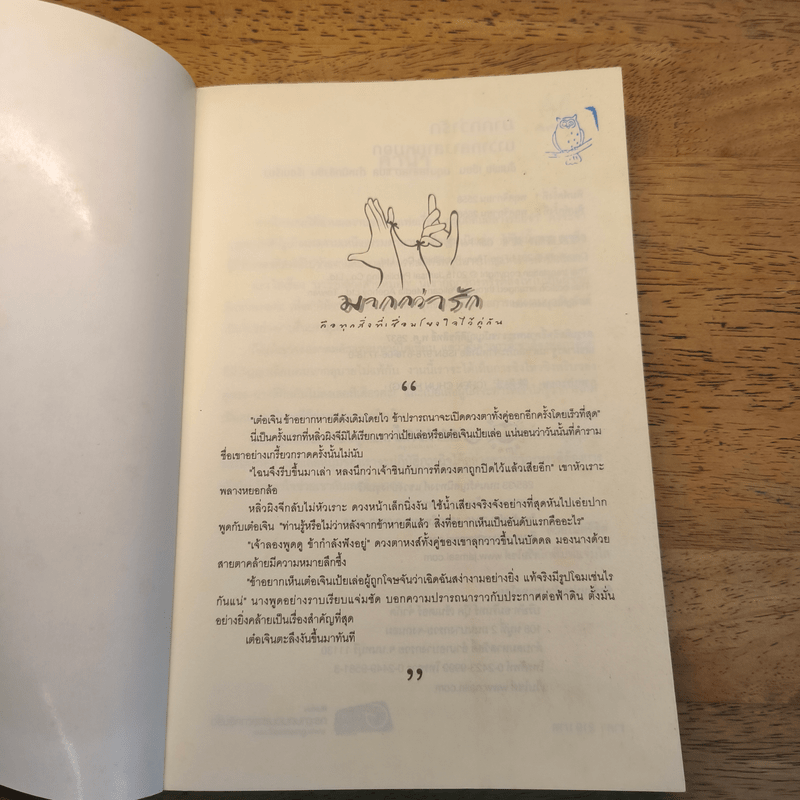 มากกว่ารัก
คือทุกสิ่งที่เชื่อมโยงใจไว้คู่กัน
“
"เต๋อเจิน ข้าอยากหายดีดังเดิมโดยไว ข้าปรารถนาจะเปิดดวงตาทั้งคู่ออกอีกครั้งโดยเร็วที่สุด"
นี่เป็นครั้งแรกที่หลิ่วผิงจีมิได้เรียกเขาว่าเป้ยเล่อหรือเต๋อเจินเป้ยเล่อ แน่นอนว่าวันนั้นที่คำราม
ชื่อเขาอย่างเกรี้ยวกราดครั้งนั้นไม่นับ
"ไฉนจึงรีบขึ้นมาเล่า หลงนึกว่าเจ้าชินกับการที่ดวงตาถูกปิดไว้แล้วเสียอีก" เขาหัวเราะ
พลางหยอกล้อ
หลิ่วผิงจีกลับไม่หัวเราะ ดวงหน้าเล็กนิ่งงัน ใช้น้ำเสียงจริงจังอย่างที่สุดหันไปเอ่ยปาก
พูดกับเต๋อเจิน "ท่านรู้หรือไม่ว่าหลังจากข้าหายดีแล้ว สิ่งที่อยากเห็นเป็นอันดับแรกคืออะไร"
"เจ้าลองพูดดู ข้ากำลังฟังอยู่" ดวงตาหงส์ทั้งคู่ของเขาลุกวาวขึ้นในบัดดล มองนางด้วย
สายตาคล้ายมีความหมายลึกซึ้ง
"ข้าอยากเห็นเต๋อเจินเป้ยเล่อผู้ถูกโจษจันว่าเฉิดฉันสง่างามอย่างยิ่ง แท้จริงมีรูปโฉมเช่นไร
กันแน่" นางพูดอย่างราบเรียบแจ่มชัด บอกความปรารถนาราวกับประกาศต่อฟ้าดิน ตั้งมั่น
อย่างยิ่งคล้ายเป็นเรื่องสำคัญที่สุด
เต๋อเจินตะลึงงันขึ้นมาทันที
”